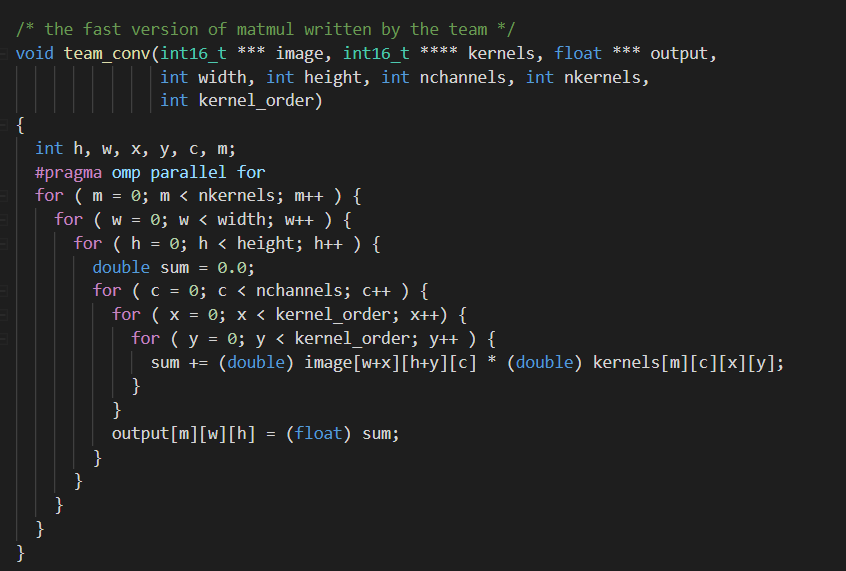 /* the fast version of matmul written by the team */
void team_conv(int16_t *** image, int16_t **** kernels, float *** output,
               int width, int height, int nchannels, int nkernels,
               int kernel_order)
{
  int h, w, x, y, c, m;
  #pragma omp parallel for
  for ( m = 0; m < nkernels; m++ ) {
    for ( w = 0; w < width; w++ ) {
      for ( h = 0; h < height; h++ ) {
        double sum = 0.0;
        for ( c = 0; c < nchannels; c++ ) {
          for ( x = 0; x < kernel_order; x++) {
            for ( y = 0; y < kernel_order; y++ ) {
              sum += (double) image[w+x][h+y][c] * (double) kernels[m][c][x][y];
            }
          }
          output[m][w][h] = (float) sum;
        }
      }
    }
  }
}